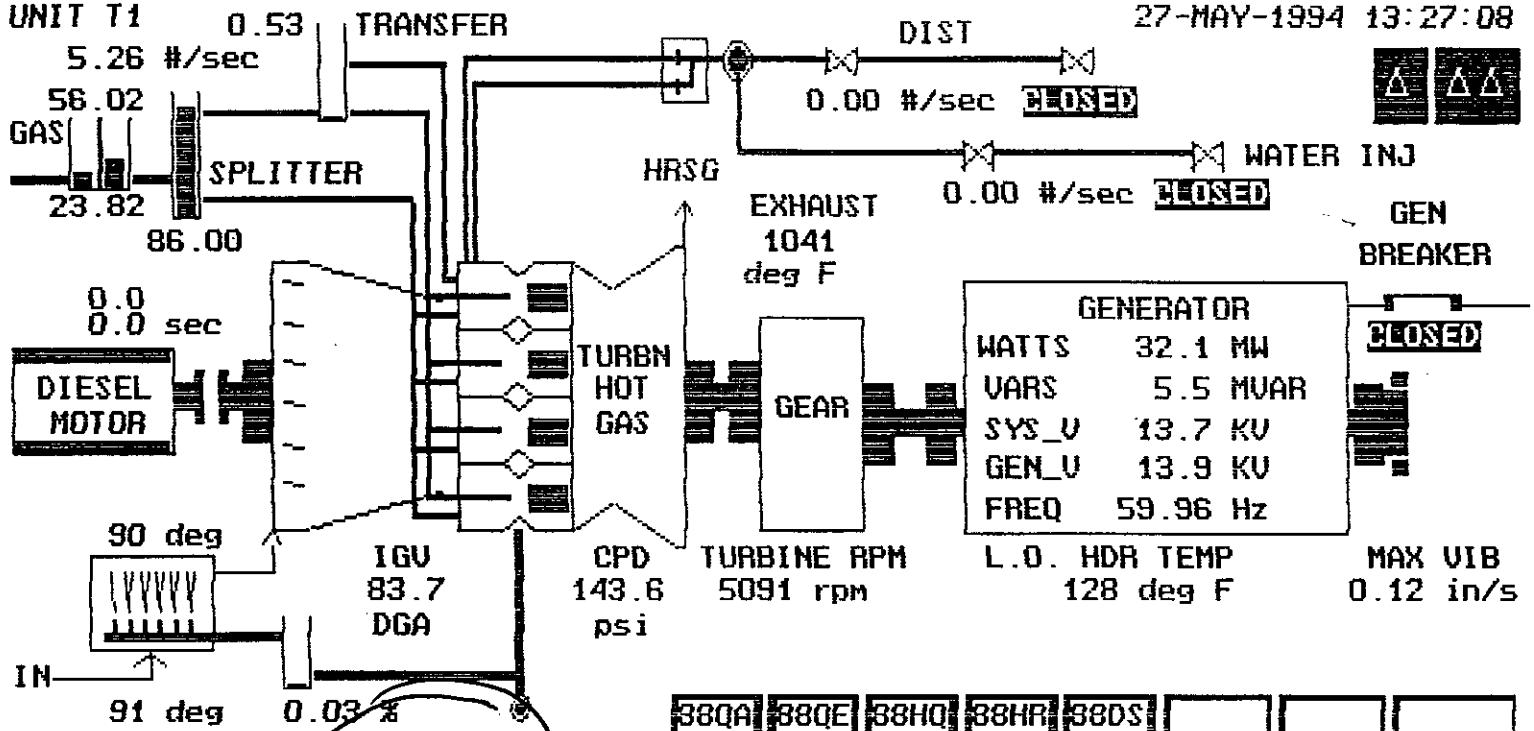 UNIT T1
0.53
TRANSFER
5.26 #/sec
27-MAY-1994 13:27:08
DIST
0.00 #/sec CLOSED
56.02
GAS
SPLITTER
23.82
86.00
HRSG
WATER INJ
0.00 #/sec CLOSED
EXHAUST
1041
deg F
GEN
BREAKER
CLOSED
0.0
0.0 sec
DIESEL
MOTOR
TURBN
HOT
GAS
GEAR
GENERATOR
WATTS 32.1 MW
VARS 5.5 MVAR
SYS_V 13.7 KV
GEN_V 13.9 KV
FREQ 59.96 Hz
90 deg
IGV
83.7
DGA
CPD
143.6
psi
TURBINE RPM
5091 rpm
L.O. HDR TEMP
128 deg F
MAX VIB
0.12 in/s
IN
91 deg
0.03 %
88QA 88QE 88HQ 88HR 88DS